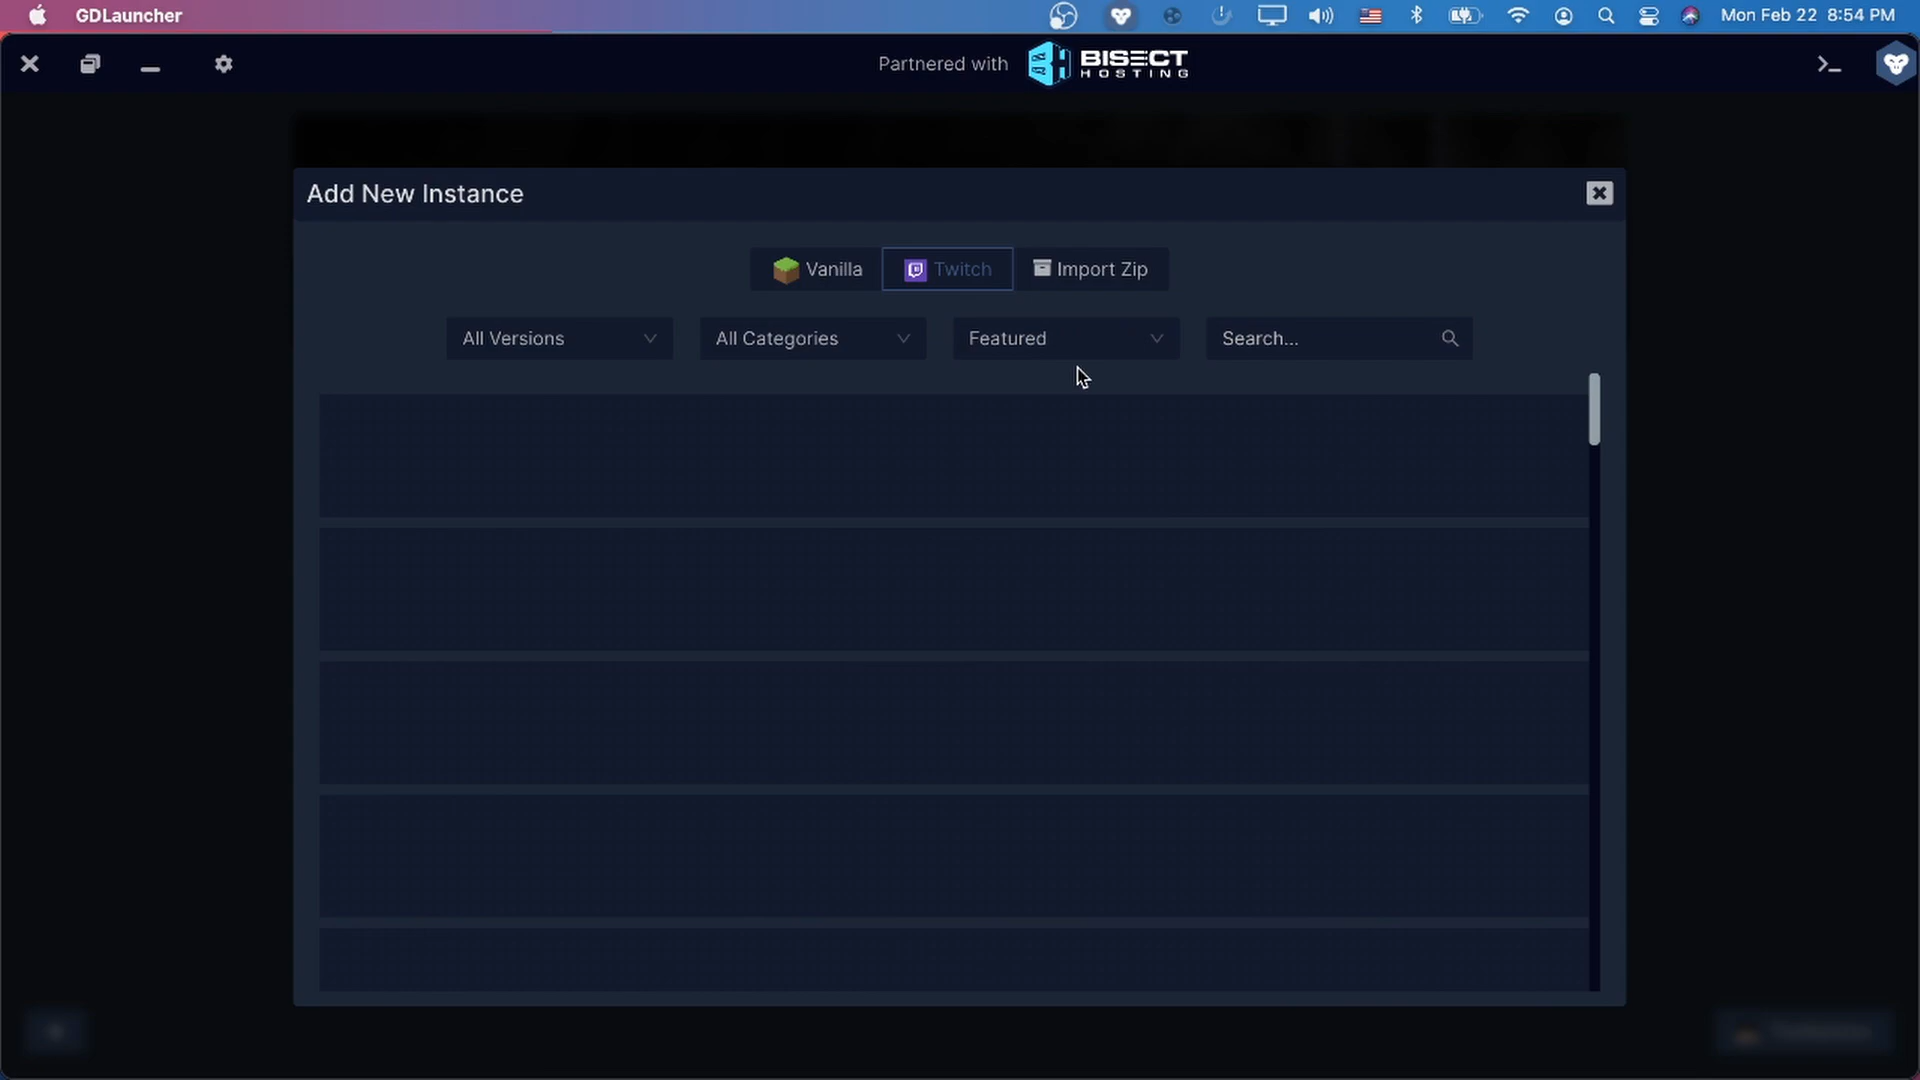 GDLauncher
Mon Feb 22 8:54 PM
Partnered with
BISECT
HOSTING
Add New Instance
Vanilla
Twitch
Import Zip
All Versions
All Categories
Featured
Search...